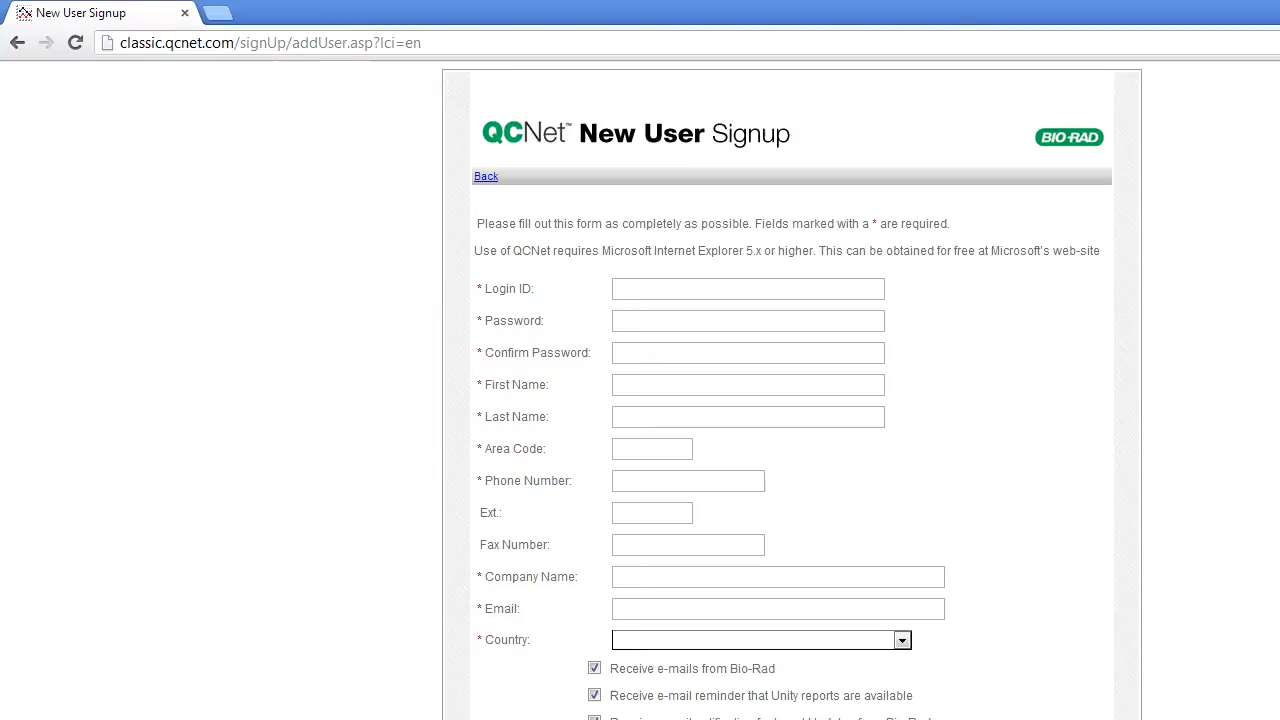 New User Signup
classic.qcnet.com/signUp/addUser.asp?lci=en
QCNet™ New User Signup
BIO-RAD
Back
Please fill out this form as completely as possible. Fields marked with a * are required.
Use of QCNet requires Microsoft Internet Explorer 5.x or higher. This can be obtained for free at Microsoft's web-site
* Login ID:
* Password:
* Confirm Password:
* First Name:
* Last Name:
* Area Code:
* Phone Number:
Ext.:
Fax Number:
* Company Name:
* Email:
* Country:
Receive e-mails from Bio-Rad
Receive e-mail reminder that Unity reports are available